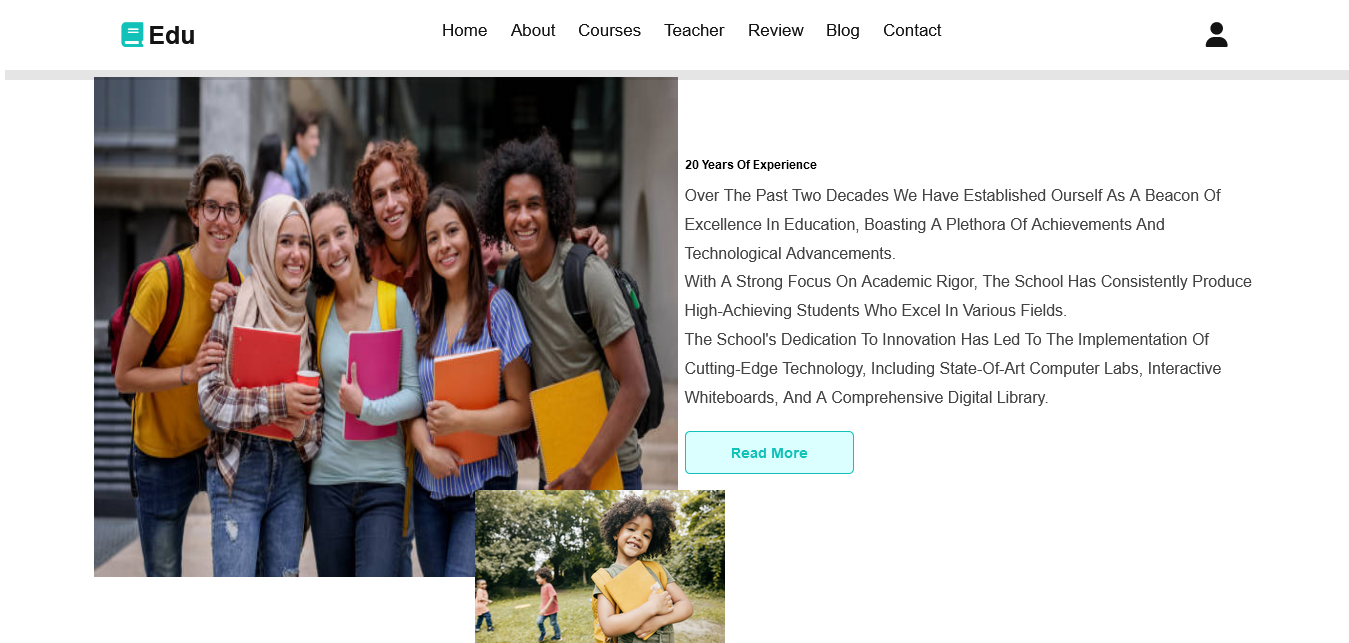 Edu
Home About Courses Teacher Review Blog Contact
20 Years Of Experience
Over The Past Two Decades We Have Established Ourself As A Beacon Of
Excellence In Education, Boasting A Plethora Of Achievements And
Technological Advancements.
With A Strong Focus On Academic Rigor, The School Has Consistently Produce
High-Achieving Students Who Excel In Various Fields.
The School's Dedication To Innovation Has Led To The Implementation Of
Cutting-Edge Technology, Including State-Of-Art Computer Labs, Interactive
Whiteboards, And A Comprehensive Digital Library.
Read More